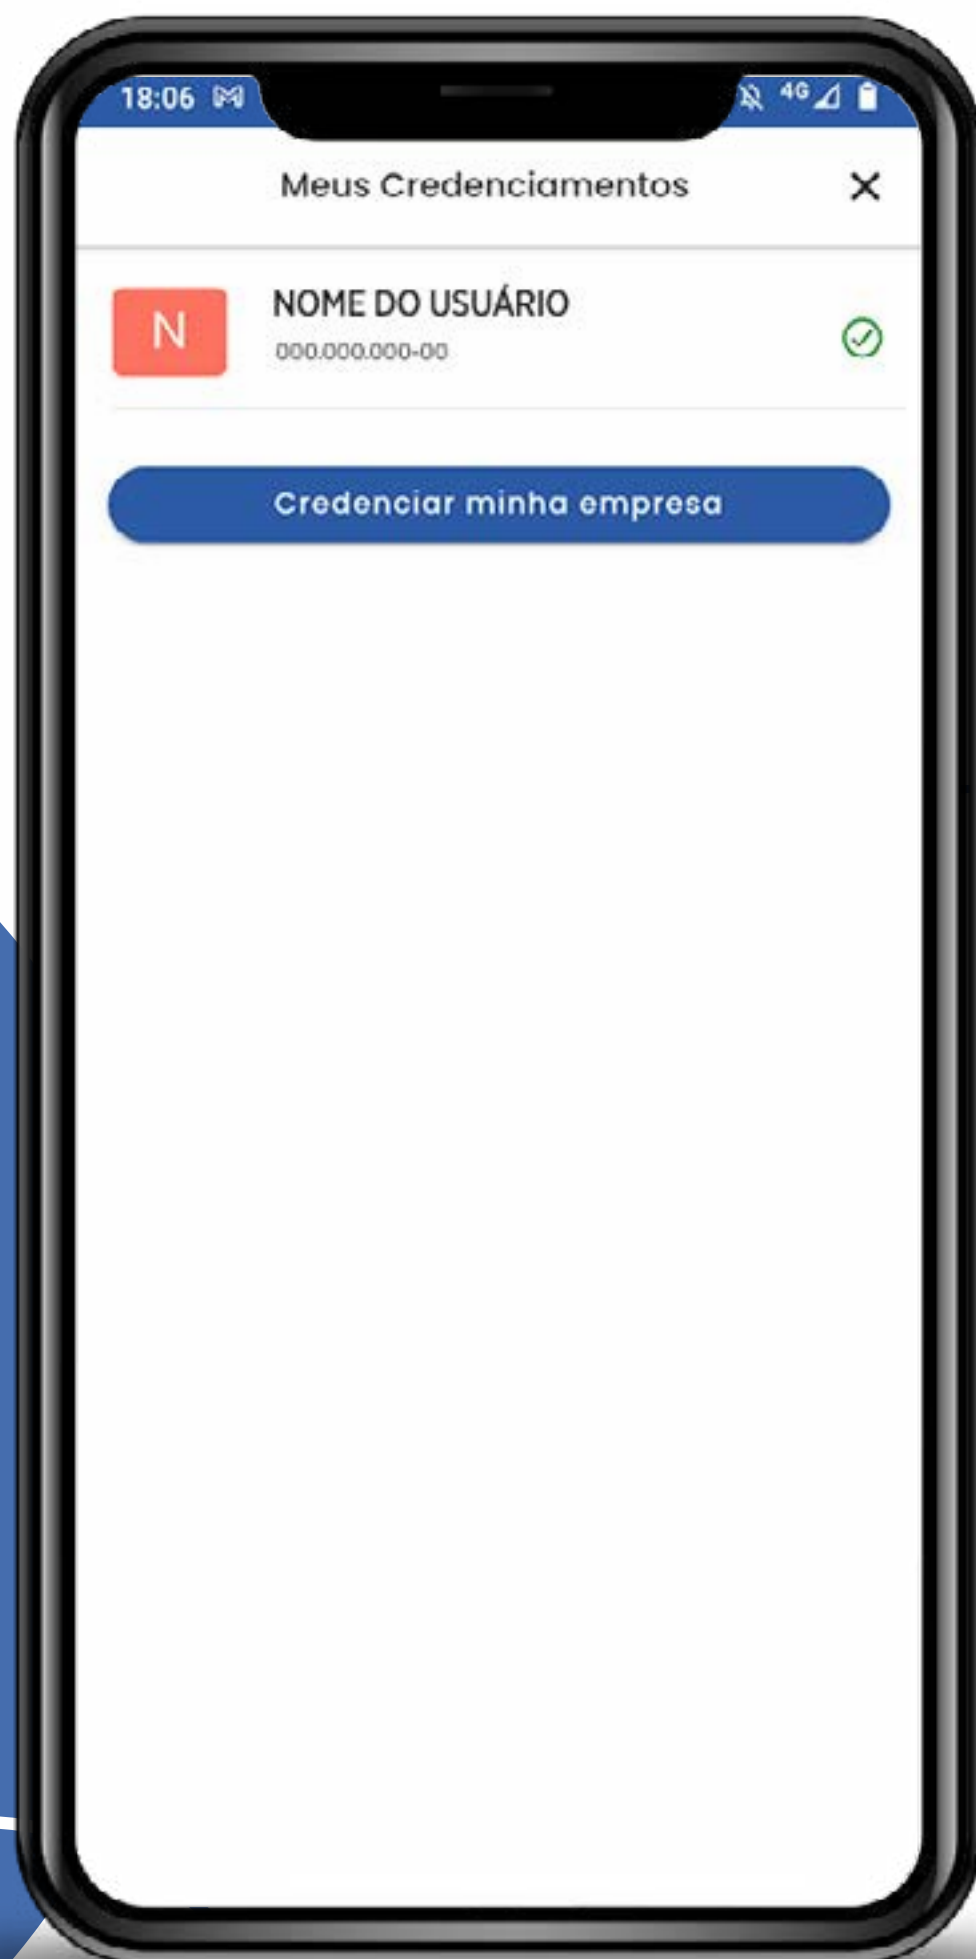 18:06
4G
Meus Credenciamentos
N
NOME DO USUÁRIO
000.000.000-00
Credenciar minha empresa